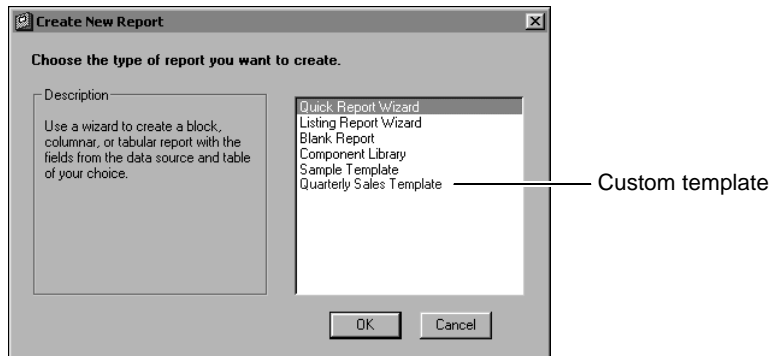 Create New Report
Choose the type of report you want to create.
Description
Use a wizard to create a block,
columnar, or tabular report with the
fields from the data source and table
of your choice.
Quick Report Wizard
Listing Report Wizard
Blank Report
Component Library
Sample Template
Quarterly Sales Template
Custom template
OK
Cancel